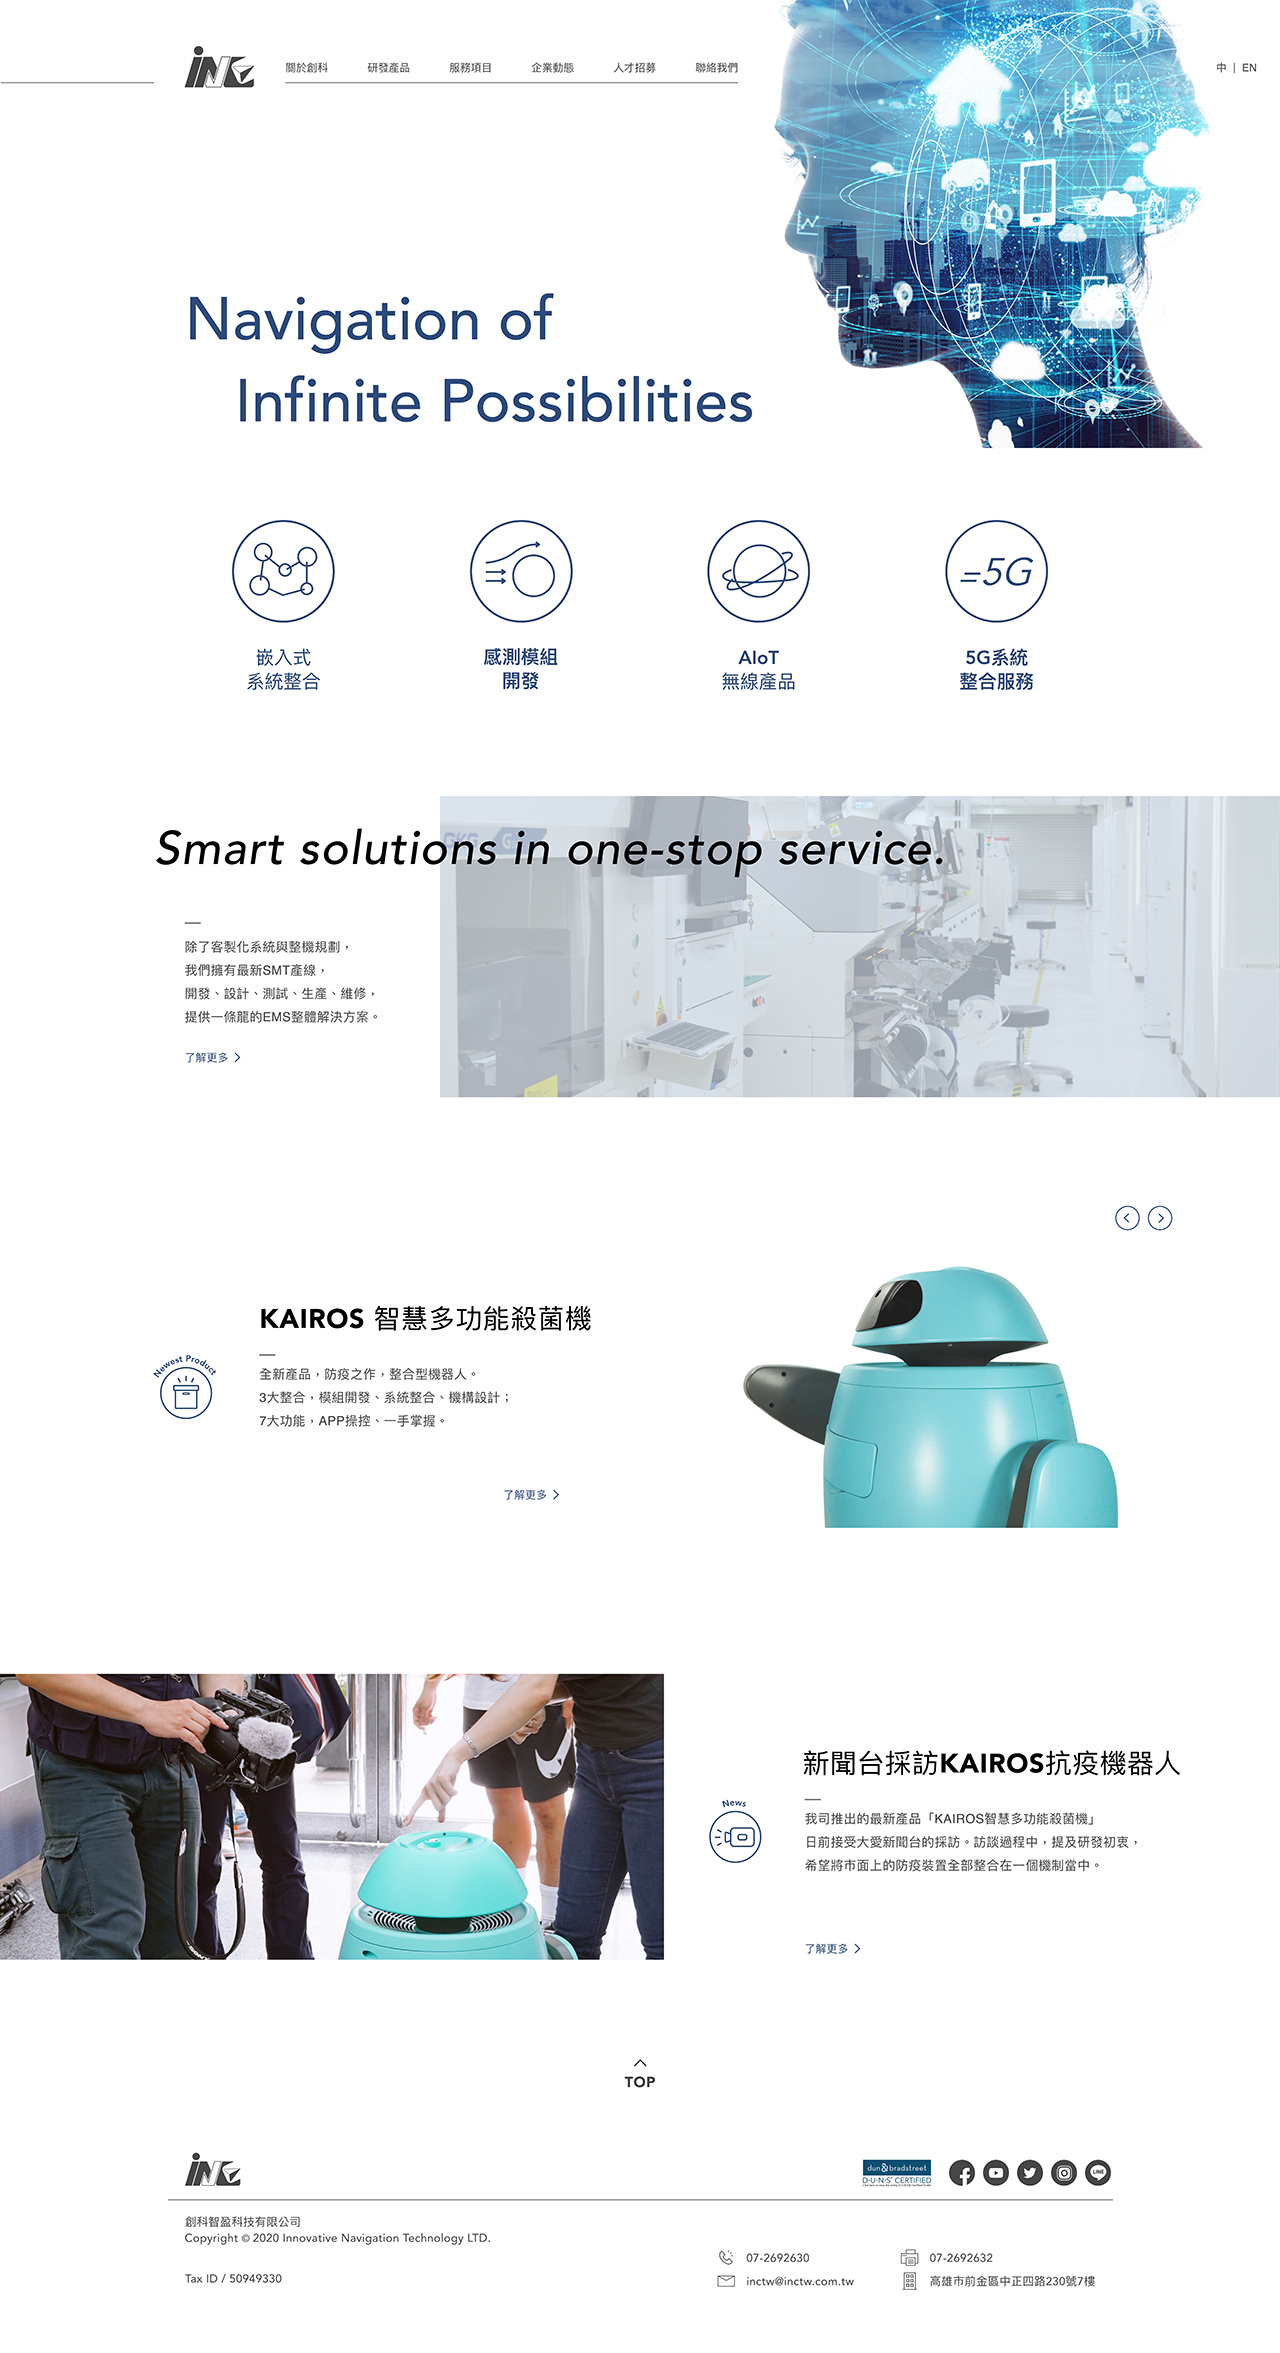 iNG
關於創科
研發產品
服務項目
企業動態
人才招募
聯絡我們
中 | EN
Navigation of
Infinite Possibilities
=5G
嵌入式
系統整合
感測模組
開發
AIoT
無線產品
5G系統
整合服務
GKG G
Smart solutions in one-stop service.
除了客製化系統與整機規劃，
我們擁有最新SMT產線，
開發、設計、測試、生產、維修，
提供一條龍的EMS整體解決方案。
了解更多
KAIROS 智慧多功能殺菌機
Newest Product
全新產品，防疫之作，整合型機器人。
3大整合，模組開發、系統整合、機構設計；
7大功能，APP操控、一手掌握。
了解更多
新聞台採訪KAIROS抗疫機器人
News
我司推出的最新產品「KAIROS智慧多功能殺菌機」
日前接受大愛新聞台的採訪。訪談過程中，提及研發初衷，
希望將市面上的防疫裝置全部整合在一個機制當中。
了解更多
TOP
iNG
dun & bradstreet
D-U-N-S® CERTIFIED
LINE
創科智盈科技有限公司
Copyright © 2020 Innovative Navigation Technology LTD.
07-2692630
07-2692632
Tax ID / 50949330
inctw@inctw.com.tw
高雄市前金區中正四路230號7樓